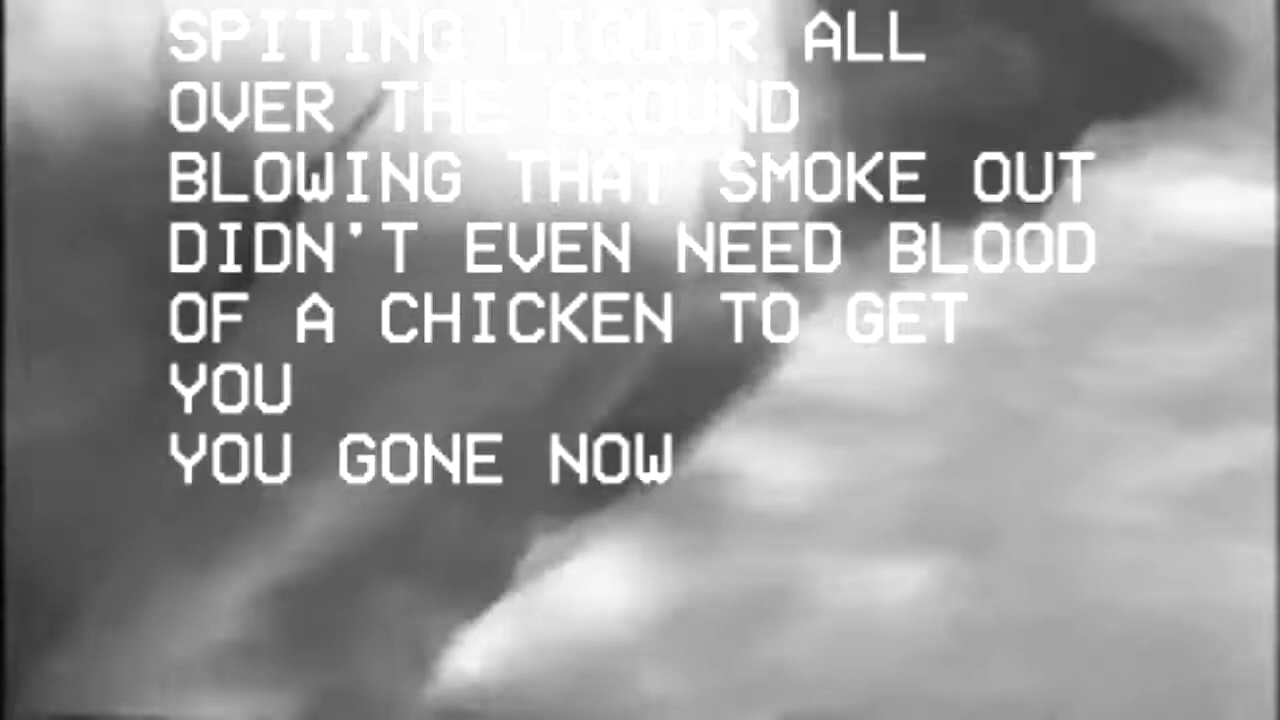 SPITING LIQUOR ALL
OVER THE GROUND
BLOWING THAT SMOKE OUT
DIDN'T EVEN NEED BLOOD
OF A CHICKEN TO GET
YOU
YOU GONE NOW